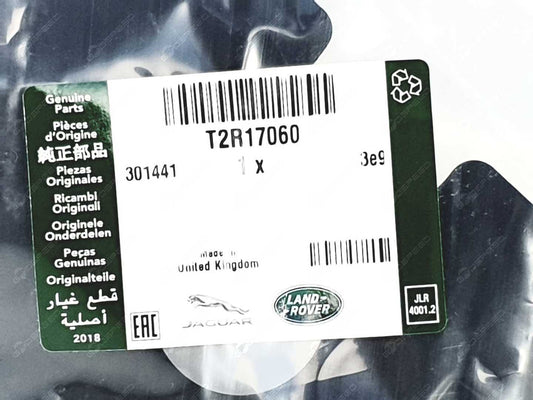 Genuine
Parts
Pièces
d'Origine
純正部品
Piezas
Originales
Ricambi
Originali
Originele
Onderdelen
Peças
Genuinas
Originalteile
قطع غيار
أصلية
2018
T2R17060
301441 1 x 3e9
Made in
United Kingdom
EAC
JAGUAR
LAND
ROVER
JLR
4001.2